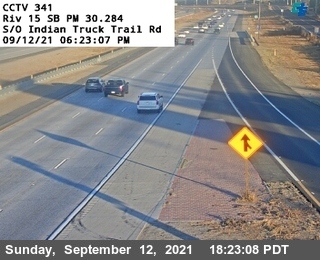 CCTV 341
Riv 15 SB PM 30.284
S/O Indian Truck Trail Rd
09/12/21 06:23:07 PM
Sunday, September 12, 2021 18:23:08 PDT